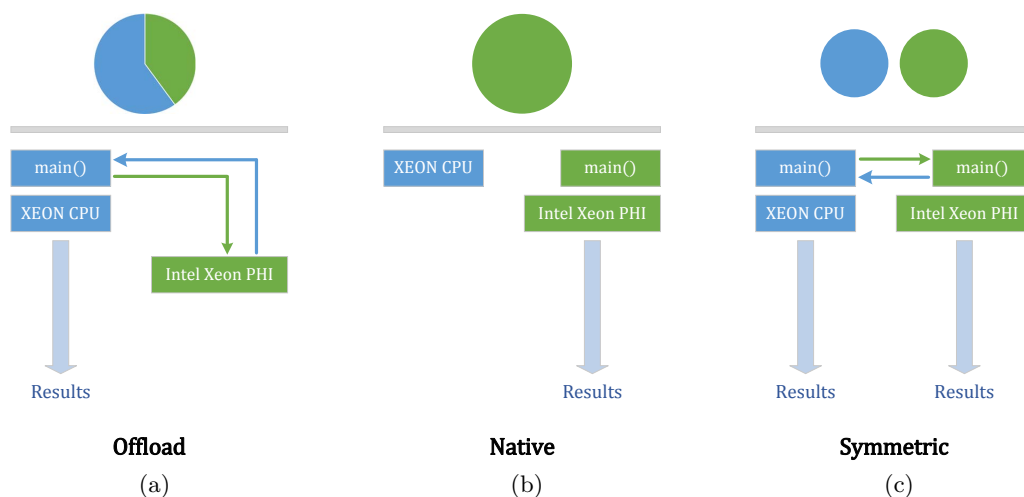 main()
XEON CPU
Intel Xeon PHI
Results
Offload
(a)
XEON CPU
main()
Intel Xeon PHI
Results
Native
(b)
main()
main()
XEON CPU
Intel Xeon PHI
Results
Results
Symmetric
(c)